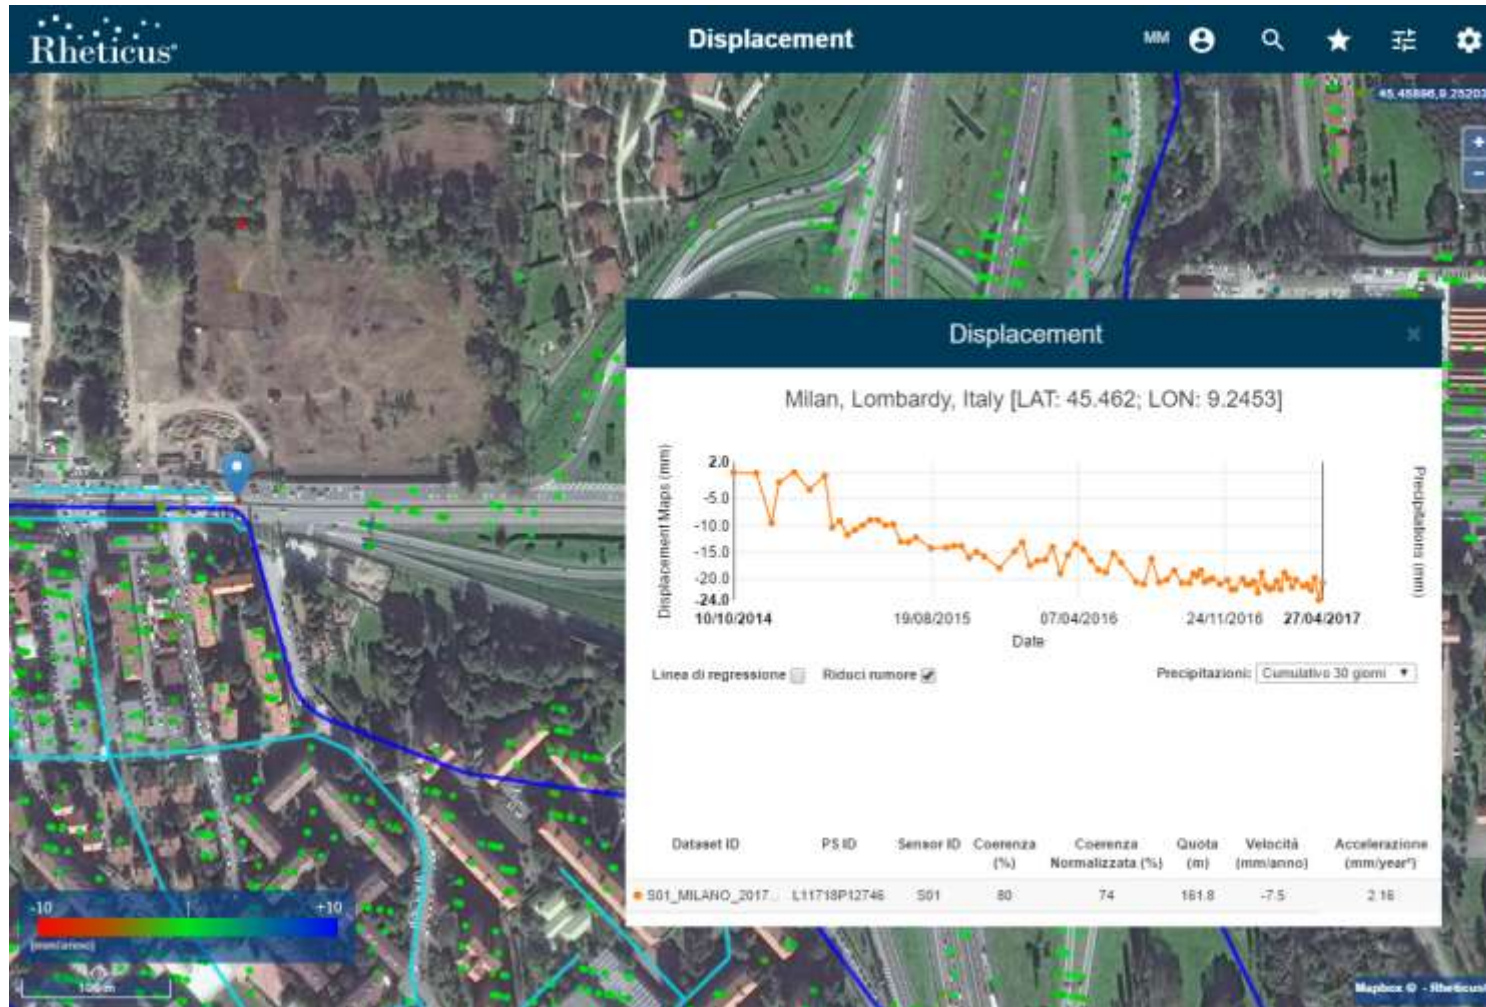 Rheticus®
Displacement
MM
45.45896,9.25203
+
−
Displacement
×
Milan, Lombardy, Italy [LAT: 45.462; LON: 9.2453]
Displacement Maps (mm)
2.0
-5.0
-10.0
-15.0
-20.0
-24.0
Precipitations (mm)
10/10/2014 19/08/2015 07/04/2016 24/11/2016 27/04/2017
Date
Linea di regressione Riduci rumore Precipitazioni: Cumulativo 30 giorni
Dataset ID PS ID Sensor ID Coerenza (%) Coerenza Normalizzata (%) Quota (m) Velocità (mm/anno) Accelerazione (mm/year²)
S01_MILANO_2017... L11718P12746 S01 80 74 161.8 -7.5 2.16
-10 +10
(mm/anno)
100 m
Mapbox © - Rheticus®